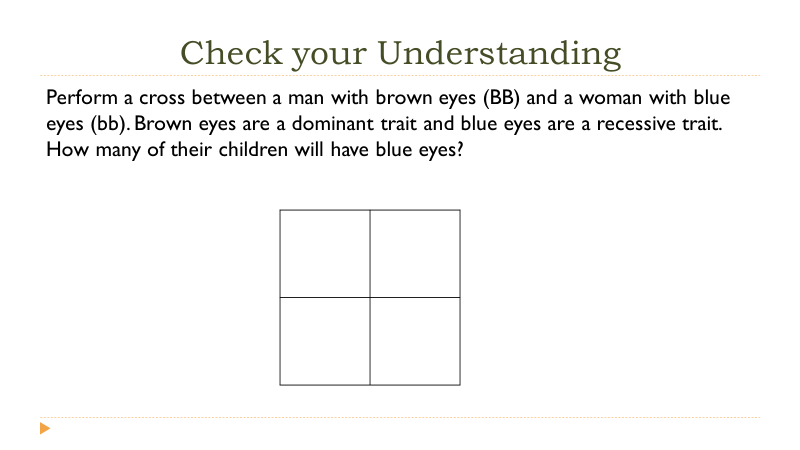 Check your Understanding
Perform a cross between a man with brown eyes (BB) and a woman with blue
eyes (bb). Brown eyes are a dominant trait and blue eyes are a recessive trait.
How many of their children will have blue eyes?